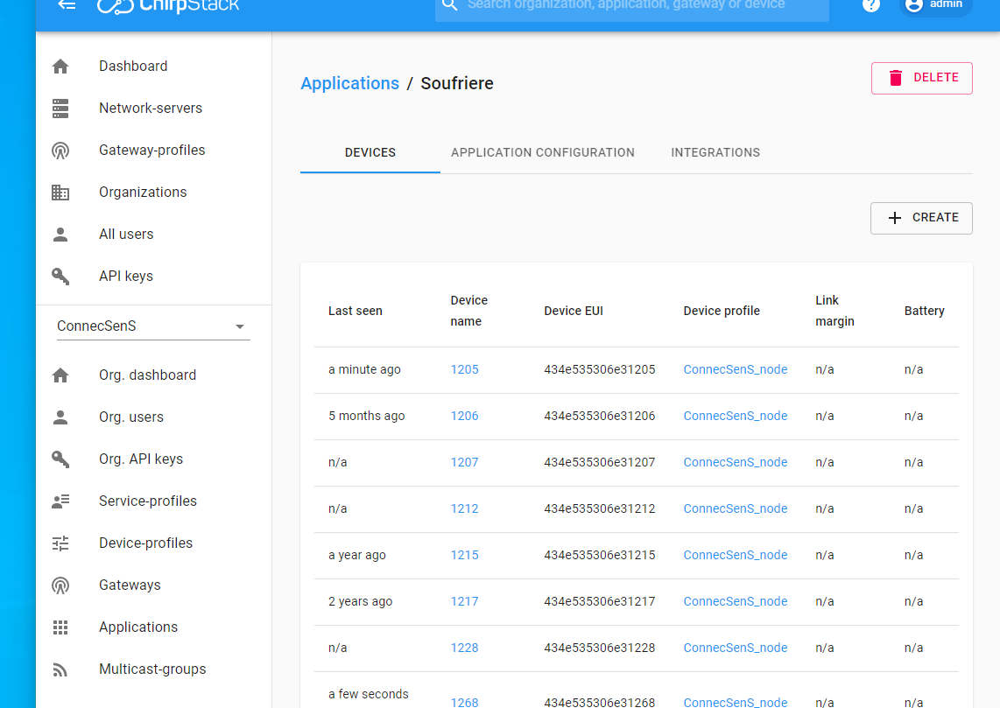 ChirpStack
Search organization, application, gateway or device
?
admin
Dashboard
Network-servers
Gateway-profiles
Organizations
All users
API keys
ConnecSenS
Org. dashboard
Org. users
Org. API keys
Service-profiles
Device-profiles
Gateways
Applications
Multicast-groups
Applications / Soufriere
DELETE
DEVICES APPLICATION CONFIGURATION INTEGRATIONS
CREATE
Last seen Device name Device EUI Device profile Link margin Battery
a minute ago 1205 434e535306e31205 ConnecSenS_node n/a n/a
5 months ago 1206 434e535306e31206 ConnecSenS_node n/a n/a
n/a 1207 434e535306e31207 ConnecSenS_node n/a n/a
n/a 1212 434e535306e31212 ConnecSenS_node n/a n/a
a year ago 1215 434e535306e31215 ConnecSenS_node n/a n/a
2 years ago 1217 434e535306e31217 ConnecSenS_node n/a n/a
n/a 1228 434e535306e31228 ConnecSenS_node n/a n/a
a few seconds 1268 434e535306e31268 ConnecSenS_node n/a n/a